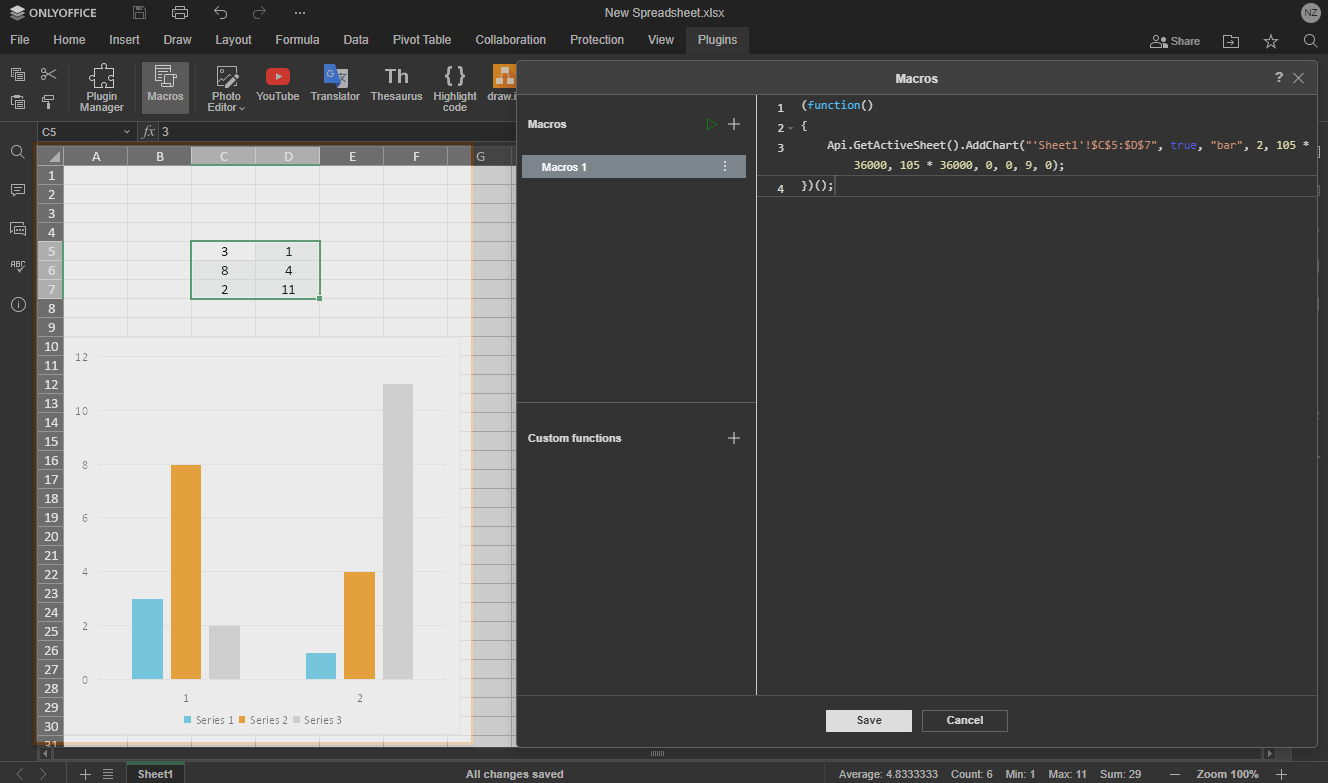 ONLYOFFICE
New Spreadsheet.xlsx
NZ
File Home Insert Draw Layout Formula Data Pivot Table Collaboration Protection View Plugins
Share
Plugin Manager
Macros
Photo Editor
YouTube
Translator
Th
Thesaurus
Highlight code
draw.i
C5
fx 3
A B C D E F G
1
2
3
4
5 3 1
6 8 4
7 2 11
8
9
10
11
12
13
14
15
16
17
18
19
20
21
22
23
24
25
26
27
28
29
30
31
12
10
8
6
4
2
0
1 2
Series 1 Series 2 Series 3
ABC
Macros
?
Macros
Macros 1
Custom functions
1 (function()
2 {
3 Api.GetActiveSheet().AddChart("'Sheet1'!$C$5:$D$7", true, "bar", 2, 105 *
36000, 105 * 36000, 0, 0, 9, 0);
4 })();
Save Cancel
Sheet1
All changes saved
Average: 4.8333333 Count: 6 Min: 1 Max: 11 Sum: 29
Zoom 100%